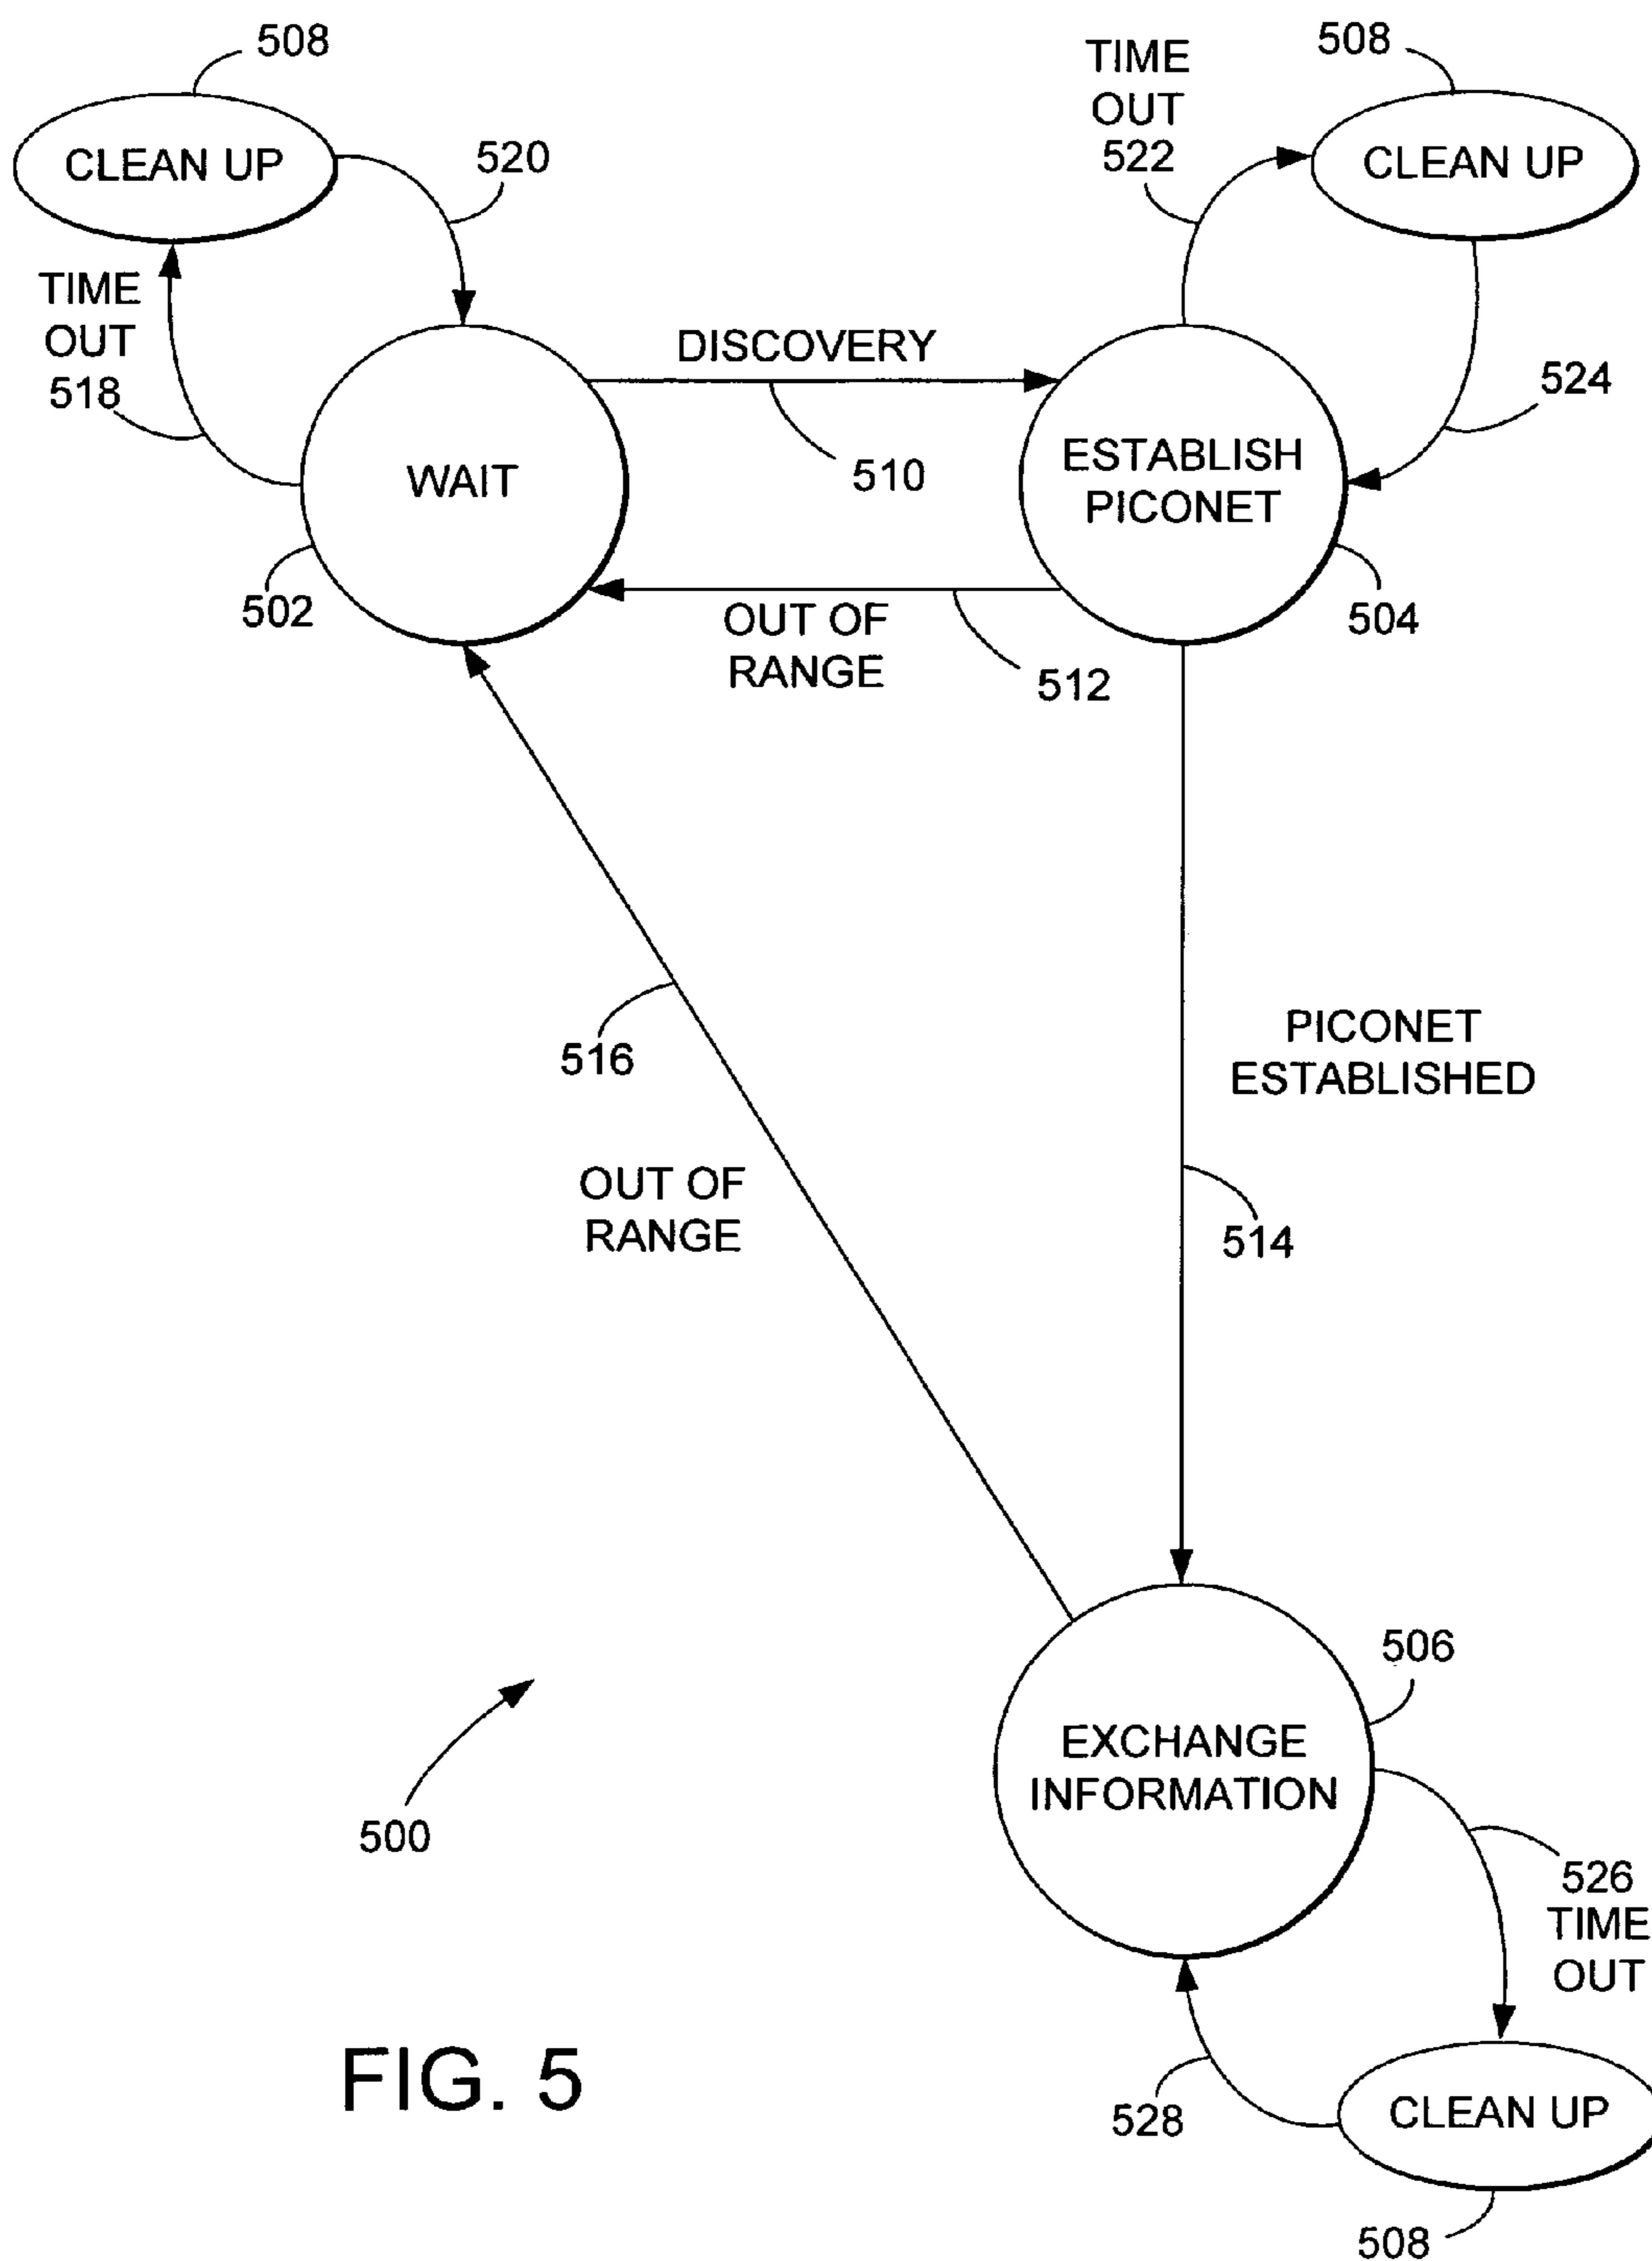 508
CLEAN UP
520
TIME
OUT
518
TIME
OUT
522
508
CLEAN UP
524
DISCOVERY
510
WAIT
502
ESTABLISH
PICONET
504
OUT OF
RANGE
512
516
OUT OF
RANGE
PICONET
ESTABLISHED
514
506
EXCHANGE
INFORMATION
500
526
TIME
OUT
528
CLEAN UP
508
FIG. 5